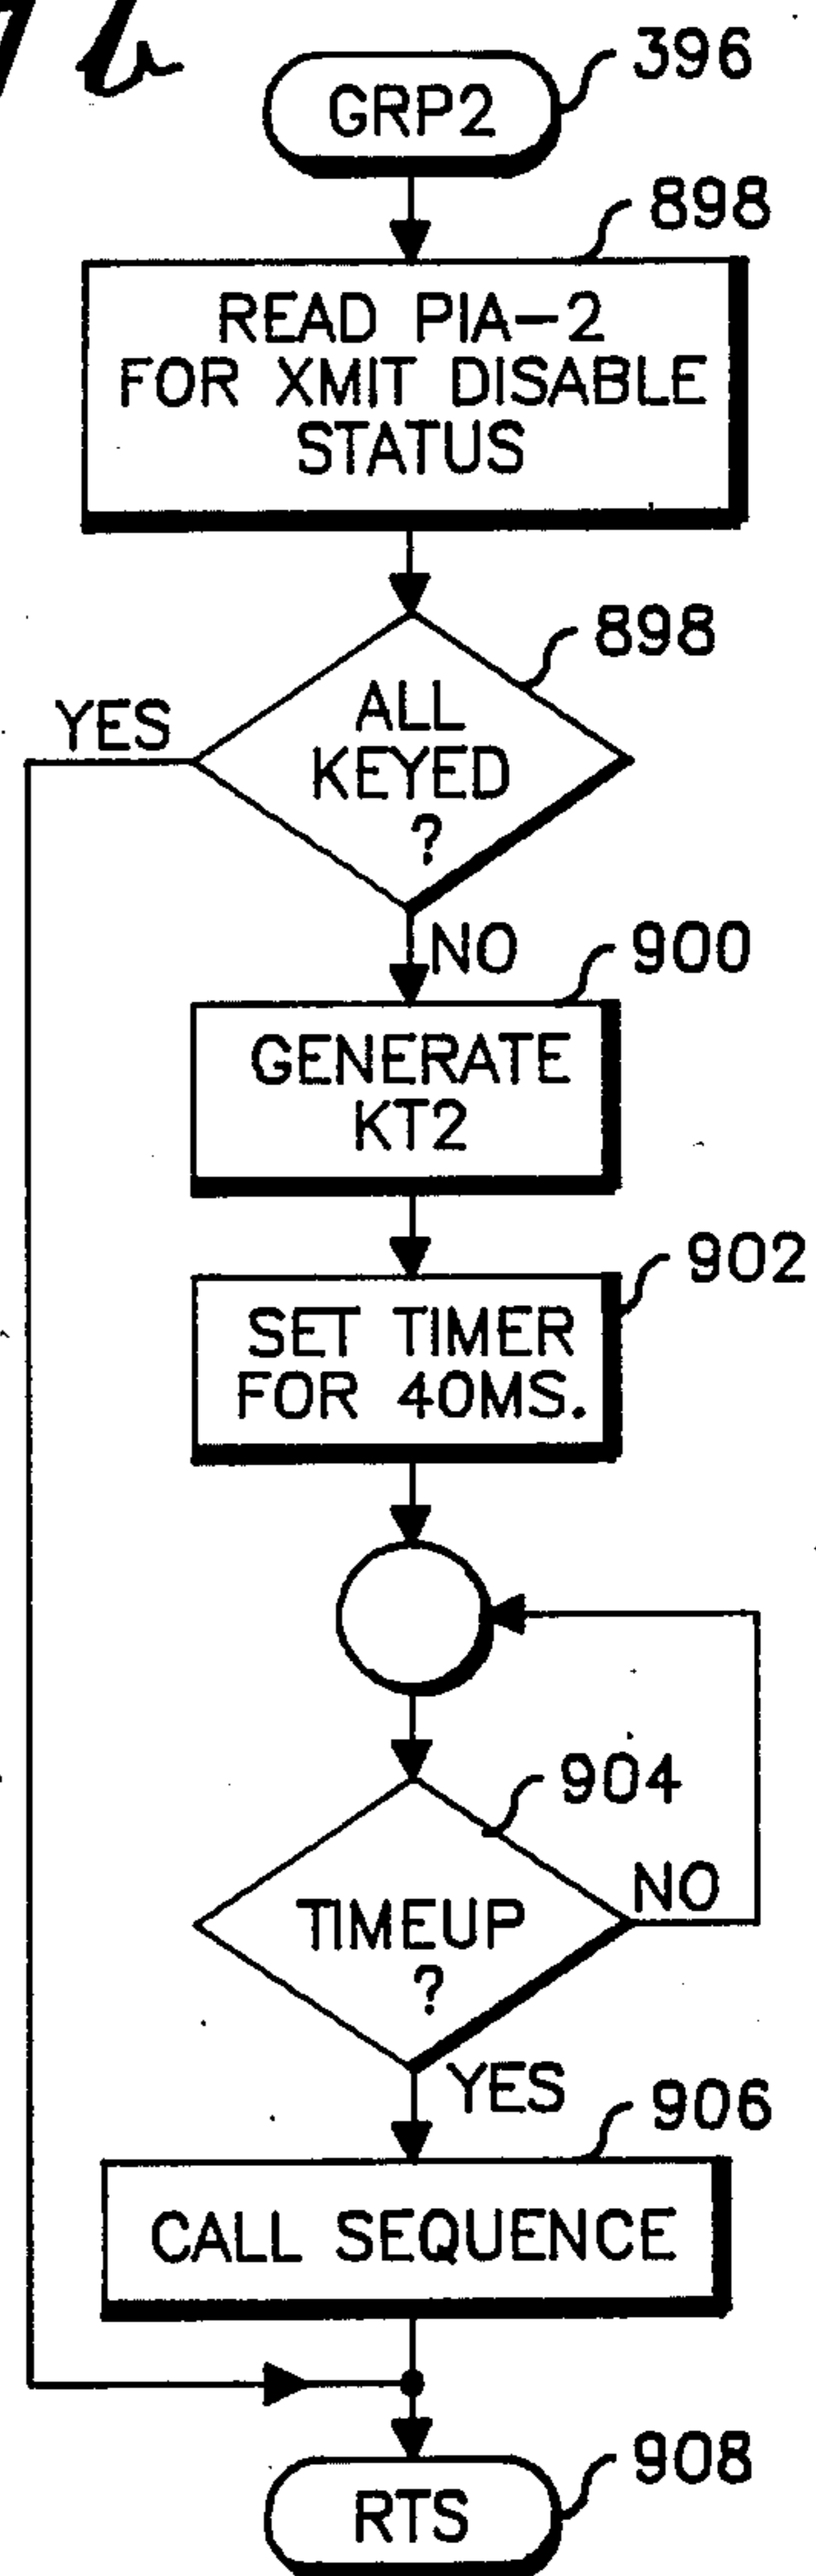 b
GRP2
396
898
READ PIA-2
FOR XMIT DISABLE
STATUS
898
YES
ALL
KEYED
?
NO
900
GENERATE
KT2
902
SET TIMER
FOR 40MS.
904
NO
TIMEUP
?
YES
906
CALL SEQUENCE
908
RTS